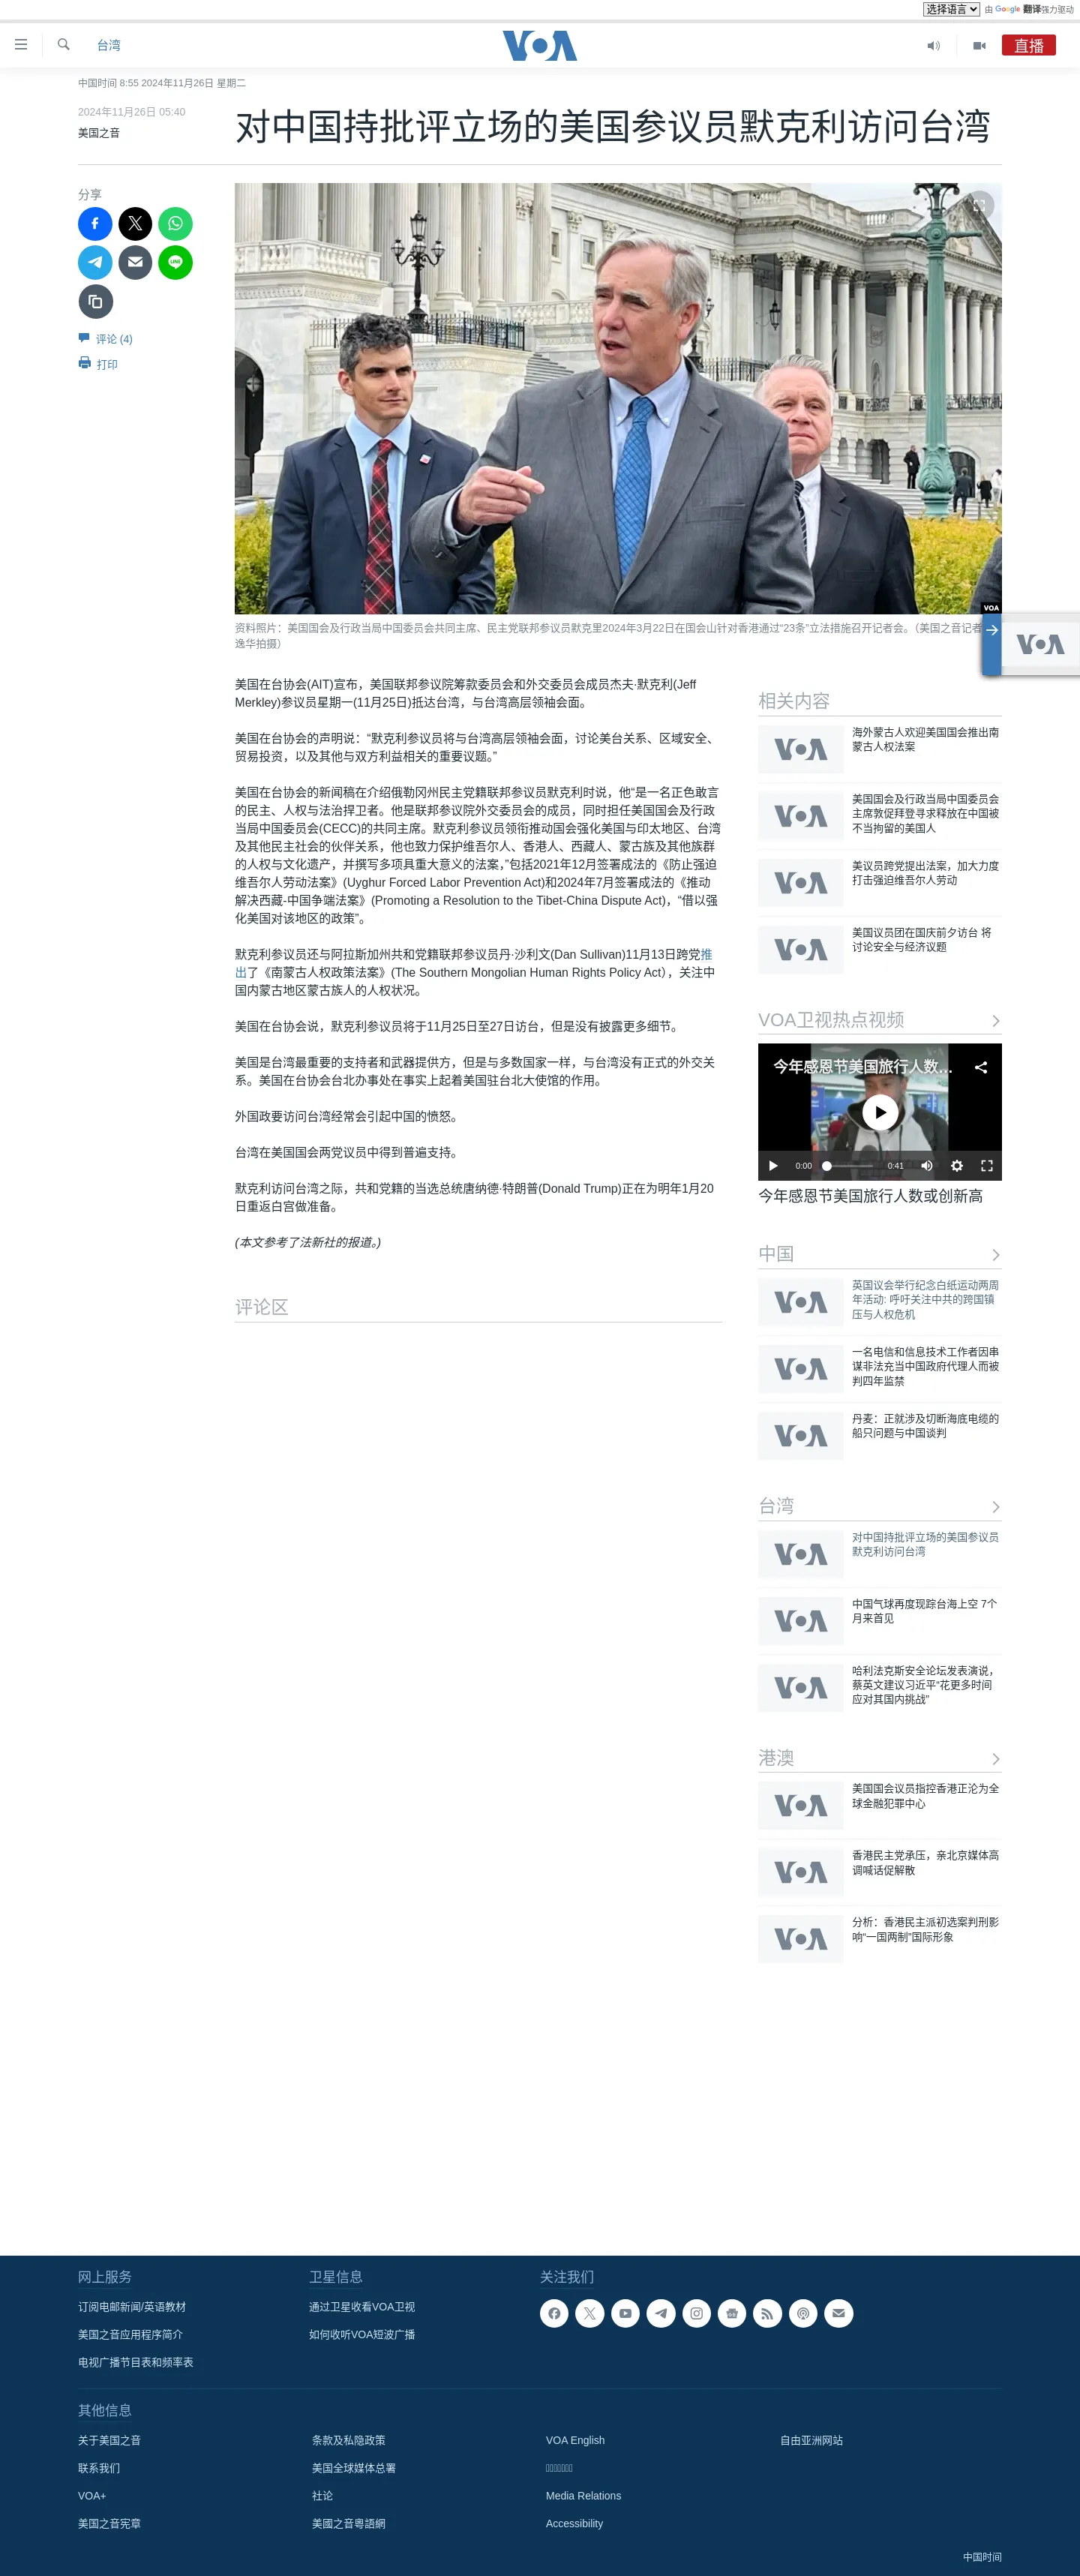 选择语言 由 Google 翻译强力驱动
台湾
VOA
直播
中国时间 8:55 2024年11月26日 星期二
2024年11月26日 05:40
美国之音
对中国持批评立场的美国参议员默克利访问台湾
分享
评论 (4)
打印
VOA
资料照片：美国国会及行政当局中国委员会共同主席、民主党联邦参议员默克里2024年3月22日在国会山针对香港通过“23条”立法措施召开记者会。（美国之音记者
逸华拍摄）
VOA
美国在台协会(AIT)宣布，美国联邦参议院筹款委员会和外交委员会成员杰夫·默克利(Jeff
Merkley)参议员星期一(11月25日)抵达台湾，与台湾高层领袖会面。
美国在台协会的声明说：“默克利参议员将与台湾高层领袖会面，讨论美台关系、区域安全、
贸易投资，以及其他与双方利益相关的重要议题。”
美国在台协会的新闻稿在介绍俄勒冈州民主党籍联邦参议员默克利时说，他“是一名正色敢言
的民主、人权与法治捍卫者。他是联邦参议院外交委员会的成员，同时担任美国国会及行政
当局中国委员会(CECC)的共同主席。默克利参议员领衔推动国会强化美国与印太地区、台湾
及其他民主社会的伙伴关系，他也致力保护维吾尔人、香港人、西藏人、蒙古族及其他族群
的人权与文化遗产，并撰写多项具重大意义的法案，”包括2021年12月签署成法的《防止强迫
维吾尔人劳动法案》(Uyghur Forced Labor Prevention Act)和2024年7月签署成法的《推动
解决西藏-中国争端法案》(Promoting a Resolution to the Tibet-China Dispute Act)，“借以强
化美国对该地区的政策”。
默克利参议员还与阿拉斯加州共和党籍联邦参议员丹·沙利文(Dan Sullivan)11月13日跨党推
出了《南蒙古人权政策法案》(The Southern Mongolian Human Rights Policy Act)，关注中
国内蒙古地区蒙古族人的人权状况。
美国在台协会说，默克利参议员将于11月25日至27日访台，但是没有披露更多细节。
美国是台湾最重要的支持者和武器提供方，但是与多数国家一样，与台湾没有正式的外交关
系。美国在台协会台北办事处在事实上起着美国驻台北大使馆的作用。
外国政要访问台湾经常会引起中国的愤怒。
台湾在美国国会两党议员中得到普遍支持。
默克利访问台湾之际，共和党籍的当选总统唐纳德·特朗普(Donald Trump)正在为明年1月20
日重返白宫做准备。
(本文参考了法新社的报道。)
评论区
相关内容
VOA
海外蒙古人欢迎美国国会推出南
蒙古人权法案
VOA
美国国会及行政当局中国委员会
主席敦促拜登寻求释放在中国被
不当拘留的美国人
VOA
美议员跨党提出法案，加大力度
打击强迫维吾尔人劳动
VOA
美国议员团在国庆前夕访台 将
讨论安全与经济议题
VOA卫视热点视频
今年感恩节美国旅行人数...
0:00 0:41
今年感恩节美国旅行人数或创新高
中国
VOA
英国议会举行纪念白纸运动两周
年活动: 呼吁关注中共的跨国镇
压与人权危机
VOA
一名电信和信息技术工作者因串
谋非法充当中国政府代理人而被
判四年监禁
VOA
丹麦：正就涉及切断海底电缆的
船只问题与中国谈判
台湾
VOA
对中国持批评立场的美国参议员
默克利访问台湾
VOA
中国气球再度现踪台海上空 7个
月来首见
VOA
哈利法克斯安全论坛发表演说，
蔡英文建议习近平“花更多时间
应对其国内挑战”
港澳
VOA
美国国会议员指控香港正沦为全
球金融犯罪中心
VOA
香港民主党承压，亲北京媒体高
调喊话促解散
VOA
分析：香港民主派初选案判刑影
响“一国两制”国际形象
网上服务
订阅电邮新闻/英语教材
美国之音应用程序简介
电视广播节目表和频率表
卫星信息
通过卫星收看VOA卫视
如何收听VOA短波广播
关注我们
其他信息
关于美国之音
联系我们
VOA+
美国之音宪章
条款及私隐政策
美国全球媒体总署
社论
美國之音粵語網
VOA English
Media Relations
Accessibility
自由亚洲网站
中国时间